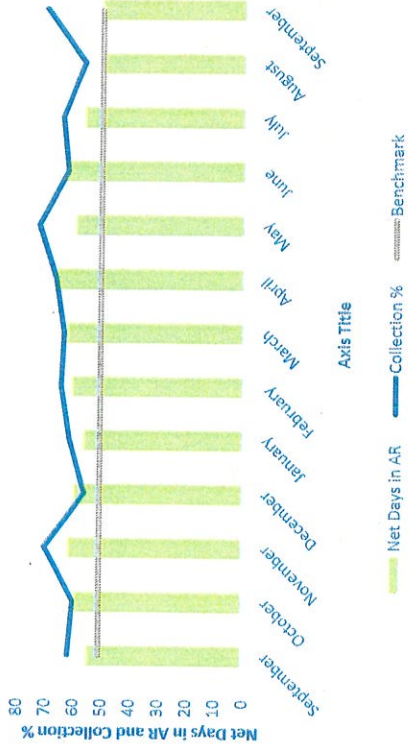 Net Days in AR and Collection %
80
70
60
50
40
30
20
10
0
September
October
November
December
January
February
March
April
May
June
July
August
September
Axis Title
Net Days in AR
Collection %
Benchmark